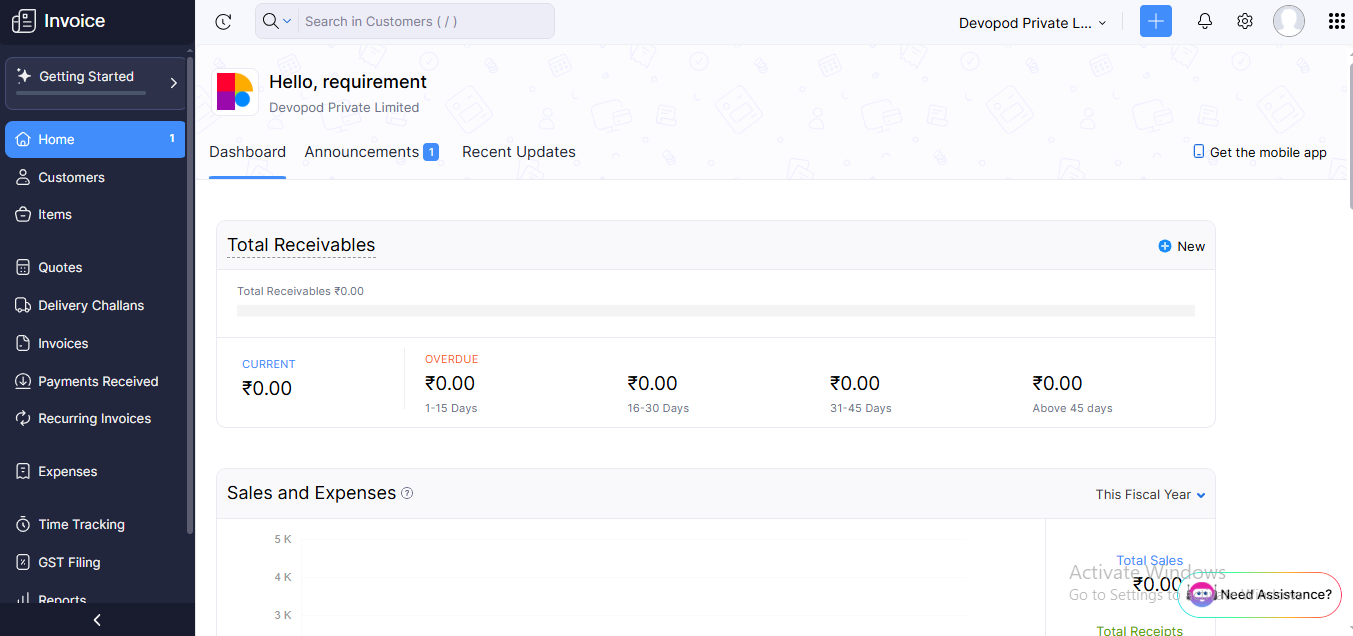 Invoice
Search in Customers ( / )
Devopod Private L...
Getting Started
Hello, requirement
Devopod Private Limited
Home 1
Dashboard Announcements 1 Recent Updates
Get the mobile app
Customers
Items
Quotes
Delivery Challans
Invoices
Payments Received
Recurring Invoices
Expenses
Time Tracking
GST Filing
Reports
Total Receivables
New
Total Receivables ₹0.00
CURRENT
₹0.00
OVERDUE
₹0.00 ₹0.00 ₹0.00 ₹0.00
1-15 Days 16-30 Days 31-45 Days Above 45 days
Sales and Expenses ?
This Fiscal Year
5 K
4 K
3 K
Total Sales
₹0.00
Activate Windows
Go to Settings to
Need Assistance?
Total Receipts